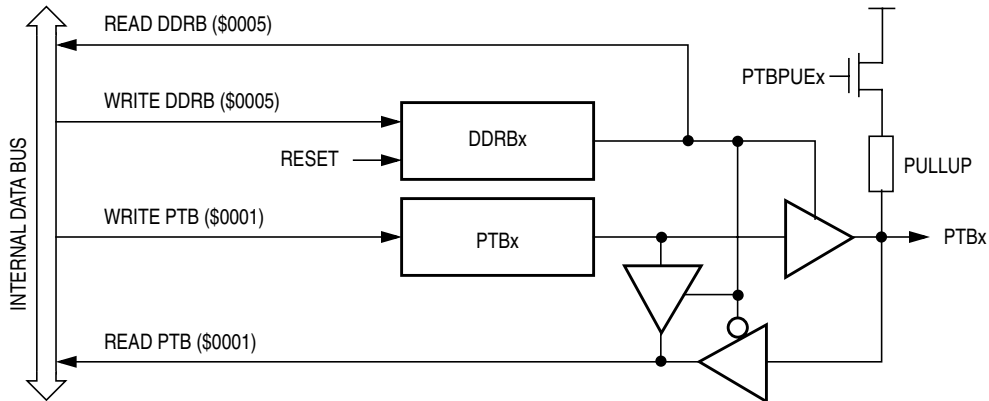 READ DDRB ($0005)
PTBPUEx
WRITE DDRB ($0005)
DDRBx
RESET
PULLUP
WRITE PTB ($0001)
PTBx
PTBx
READ PTB ($0001)
INTERNAL DATA BUS